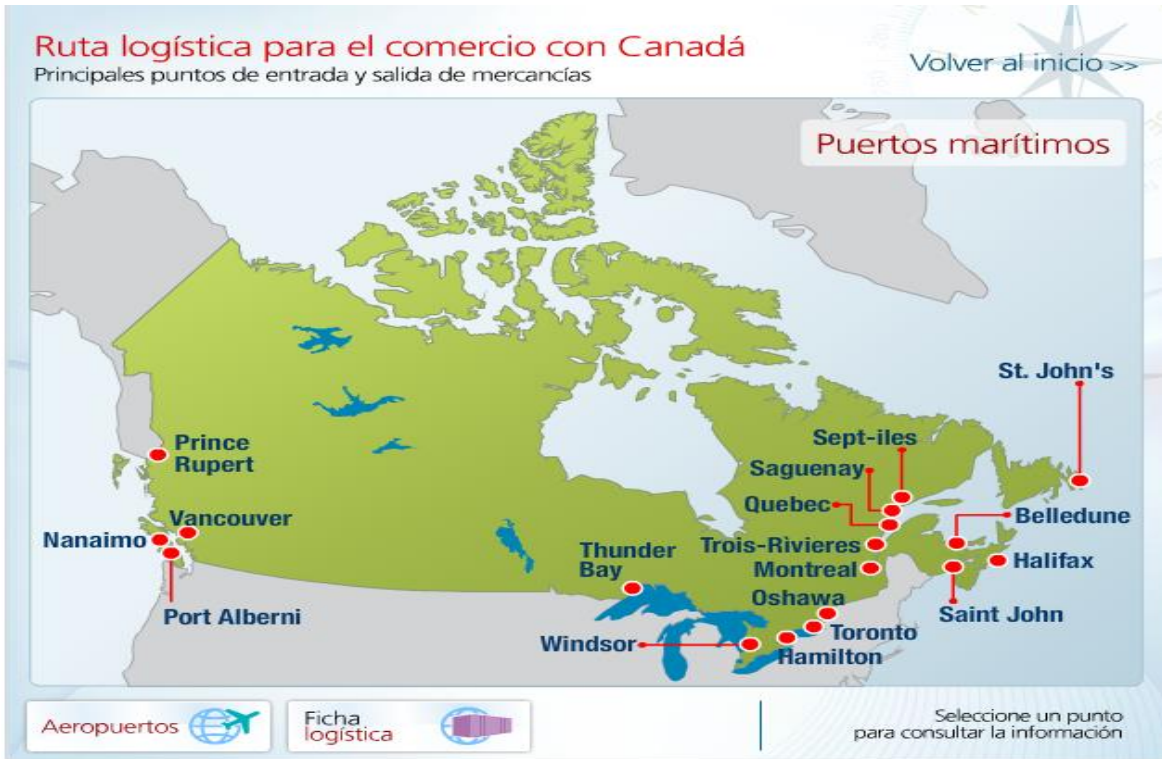 Ruta logística para el comercio con Canadá
Principales puntos de entrada y salida de mercancías
Volver al inicio >>
Puertos marítimos
St. John's
Prince
Rupert
Sept-iles
Saguenay
Quebec
Vancouver
Nanaimo
Belledune
Thunder
Bay
Trois-Rivieres
Montreal
Halifax
Oshawa
Port Alberni
Saint John
Toronto
Windsor
Hamilton
Aeropuertos
Ficha
logística
Seleccione un punto
para consultar la información